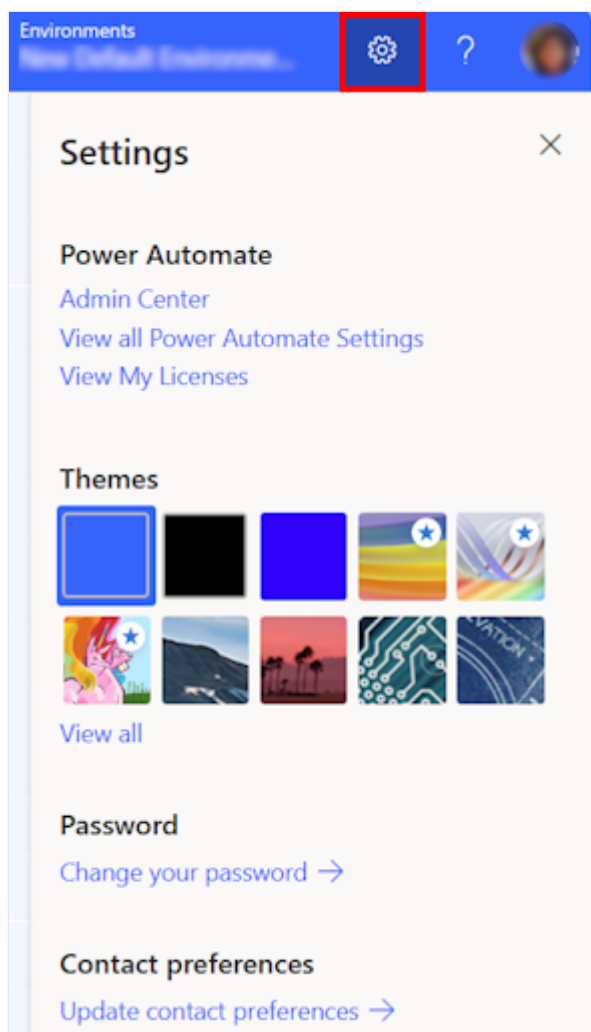 Environments
?
Settings
Power Automate
Admin Center
View all Power Automate Settings
View My Licenses
Themes
View all
Password
Change your password →
Contact preferences
Update contact preferences →